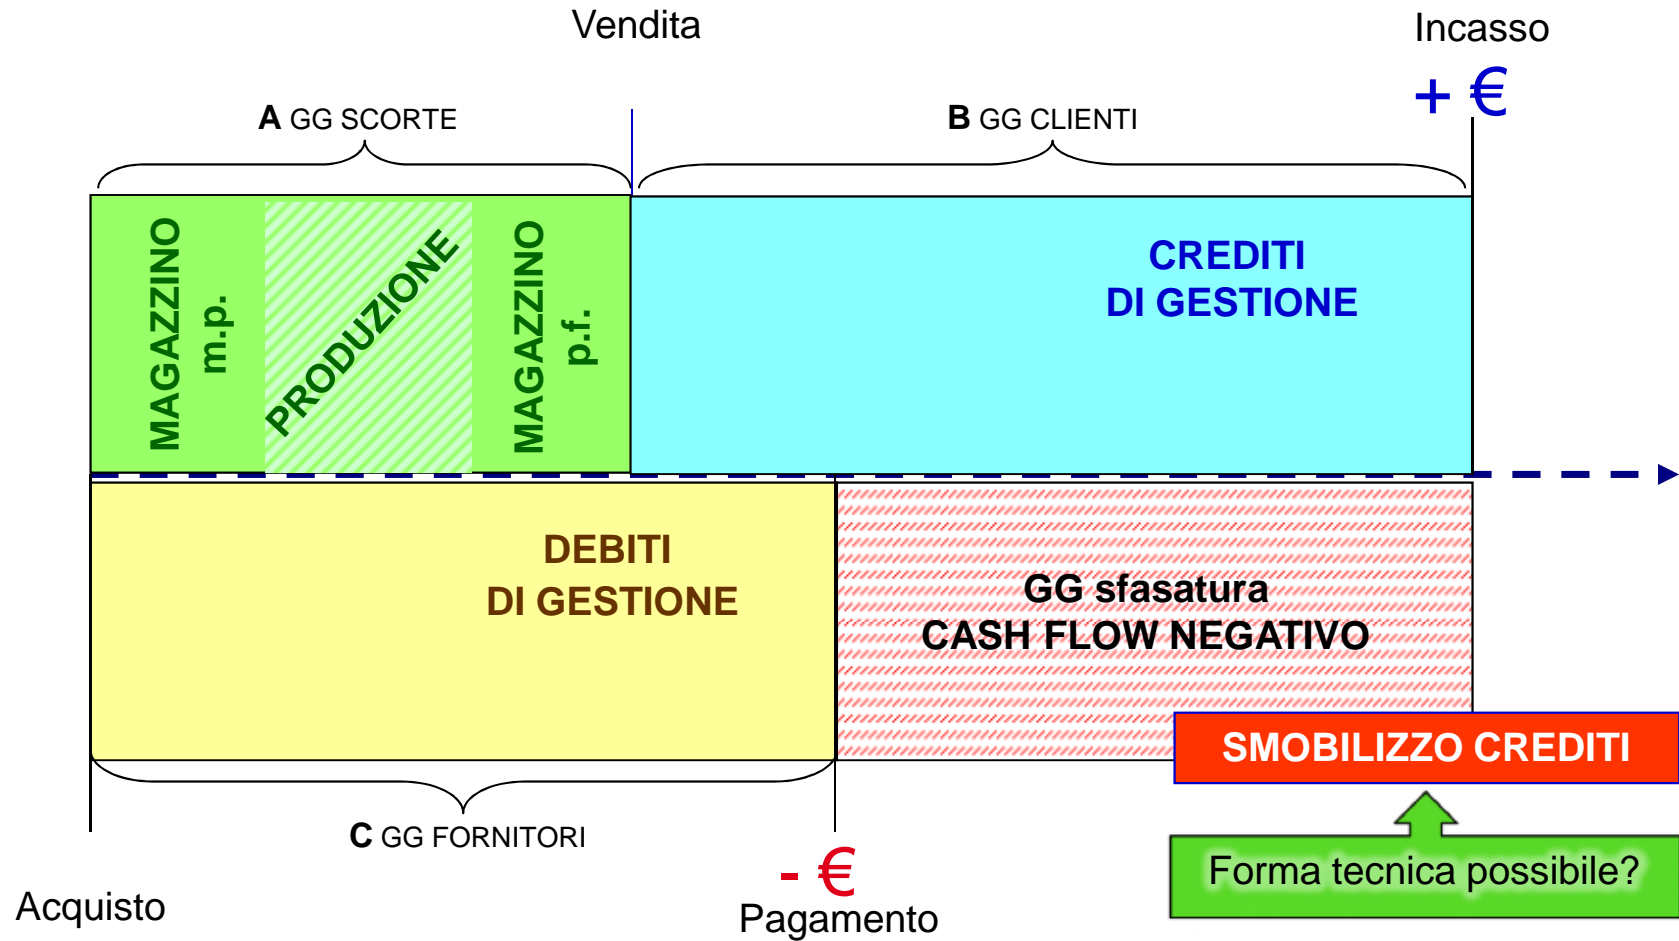 Vendita
Incasso
+ €
A GG SCORTE
B GG CLIENTI
MAGAZZINO
m.p.
PRODUZIONE
MAGAZZINO
p.f.
CREDITI
DI GESTIONE
DEBITI
DI GESTIONE
GG sfasatura
CASH FLOW NEGATIVO
SMOBILIZZO CREDITI
C GG FORNITORI
Forma tecnica possibile?
- €
Acquisto
Pagamento